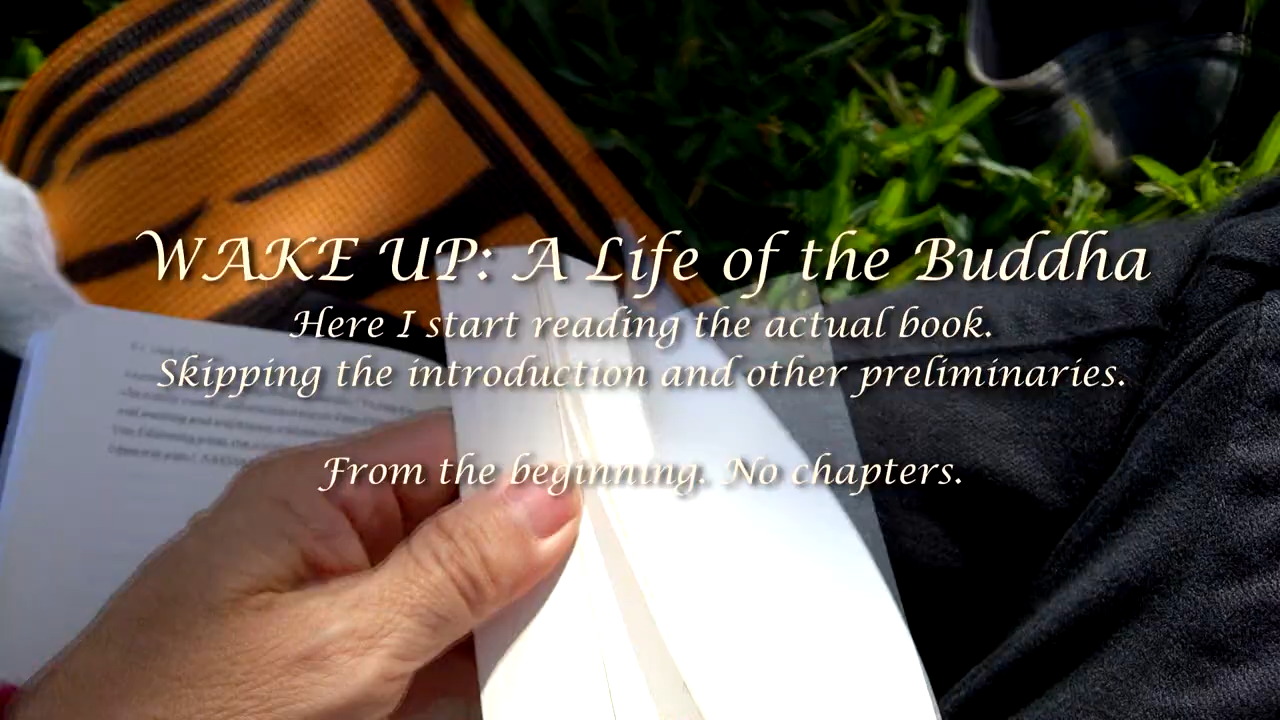 WAKE UP: A Life of the Buddha
Here I start reading the actual book.
Skipping the introduction and other preliminaries.
From the beginning. No chapters.